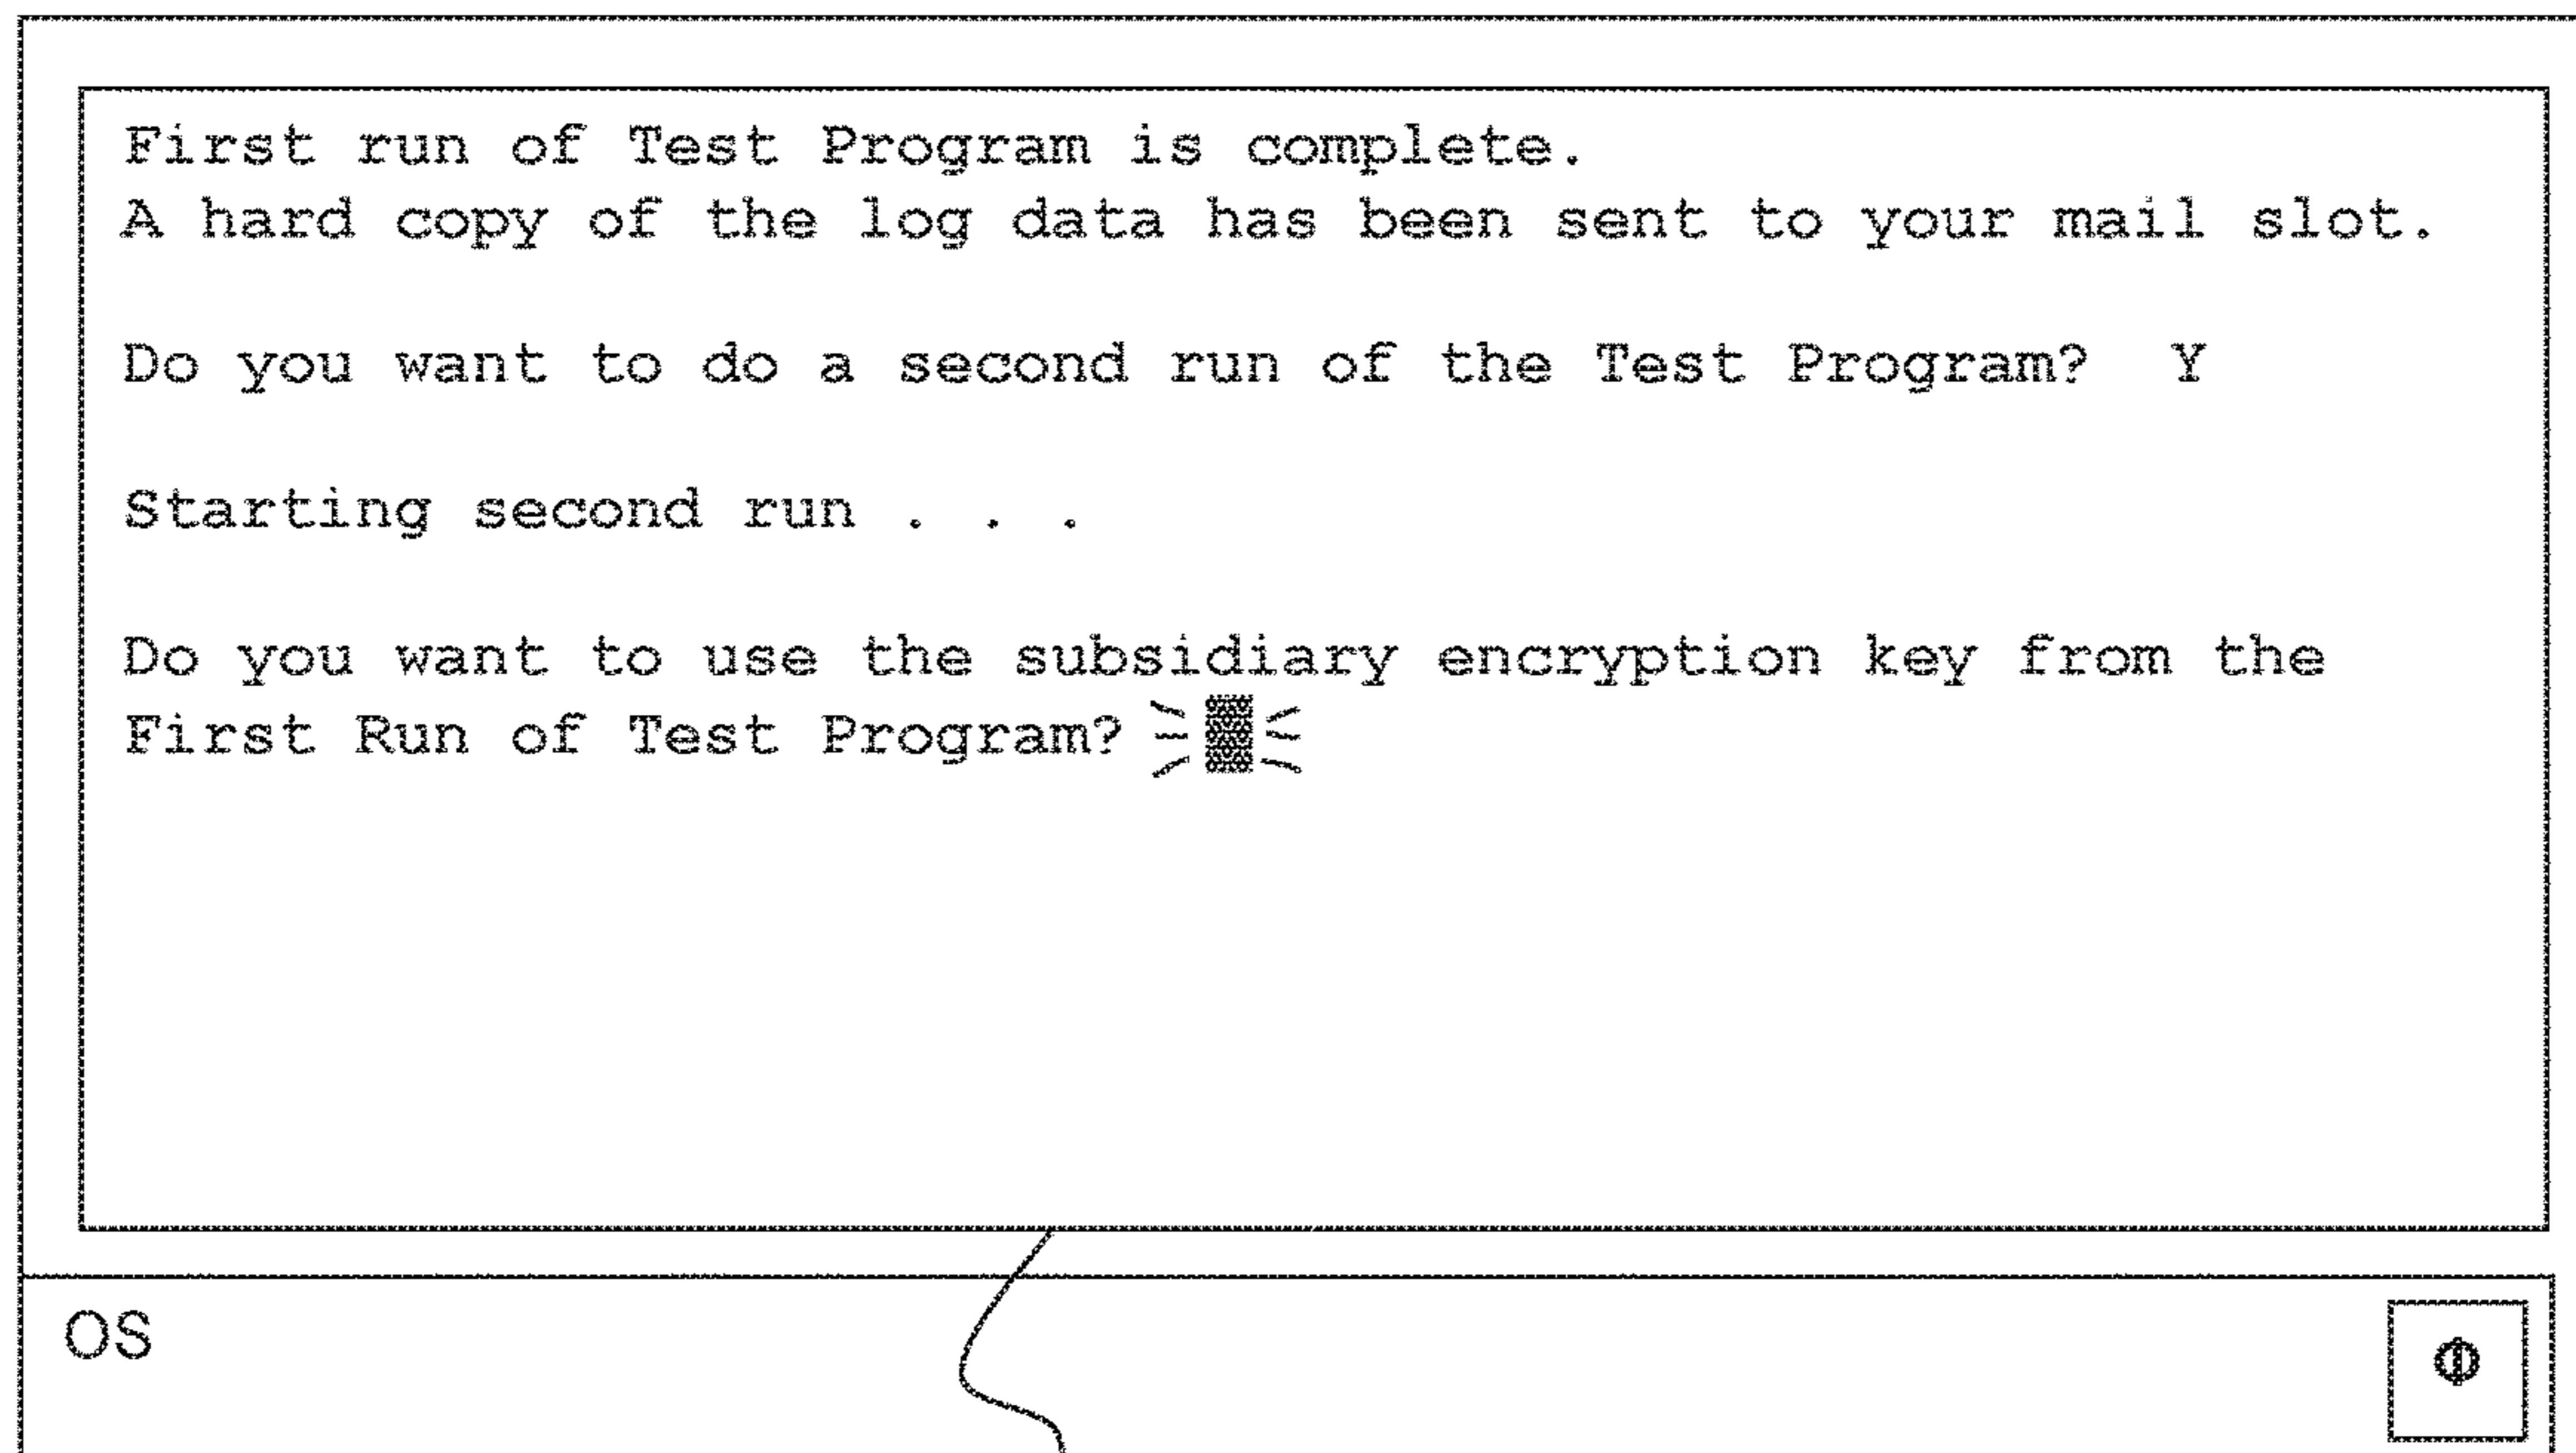 First run of Test Program is complete.
A hard copy of the log data has been sent to your mail slot.
Do you want to do a second run of the Test Program?  Y
Starting second run . . .
Do you want to use the subsidiary encryption key from the
First Run of Test Program?
OS
Φ